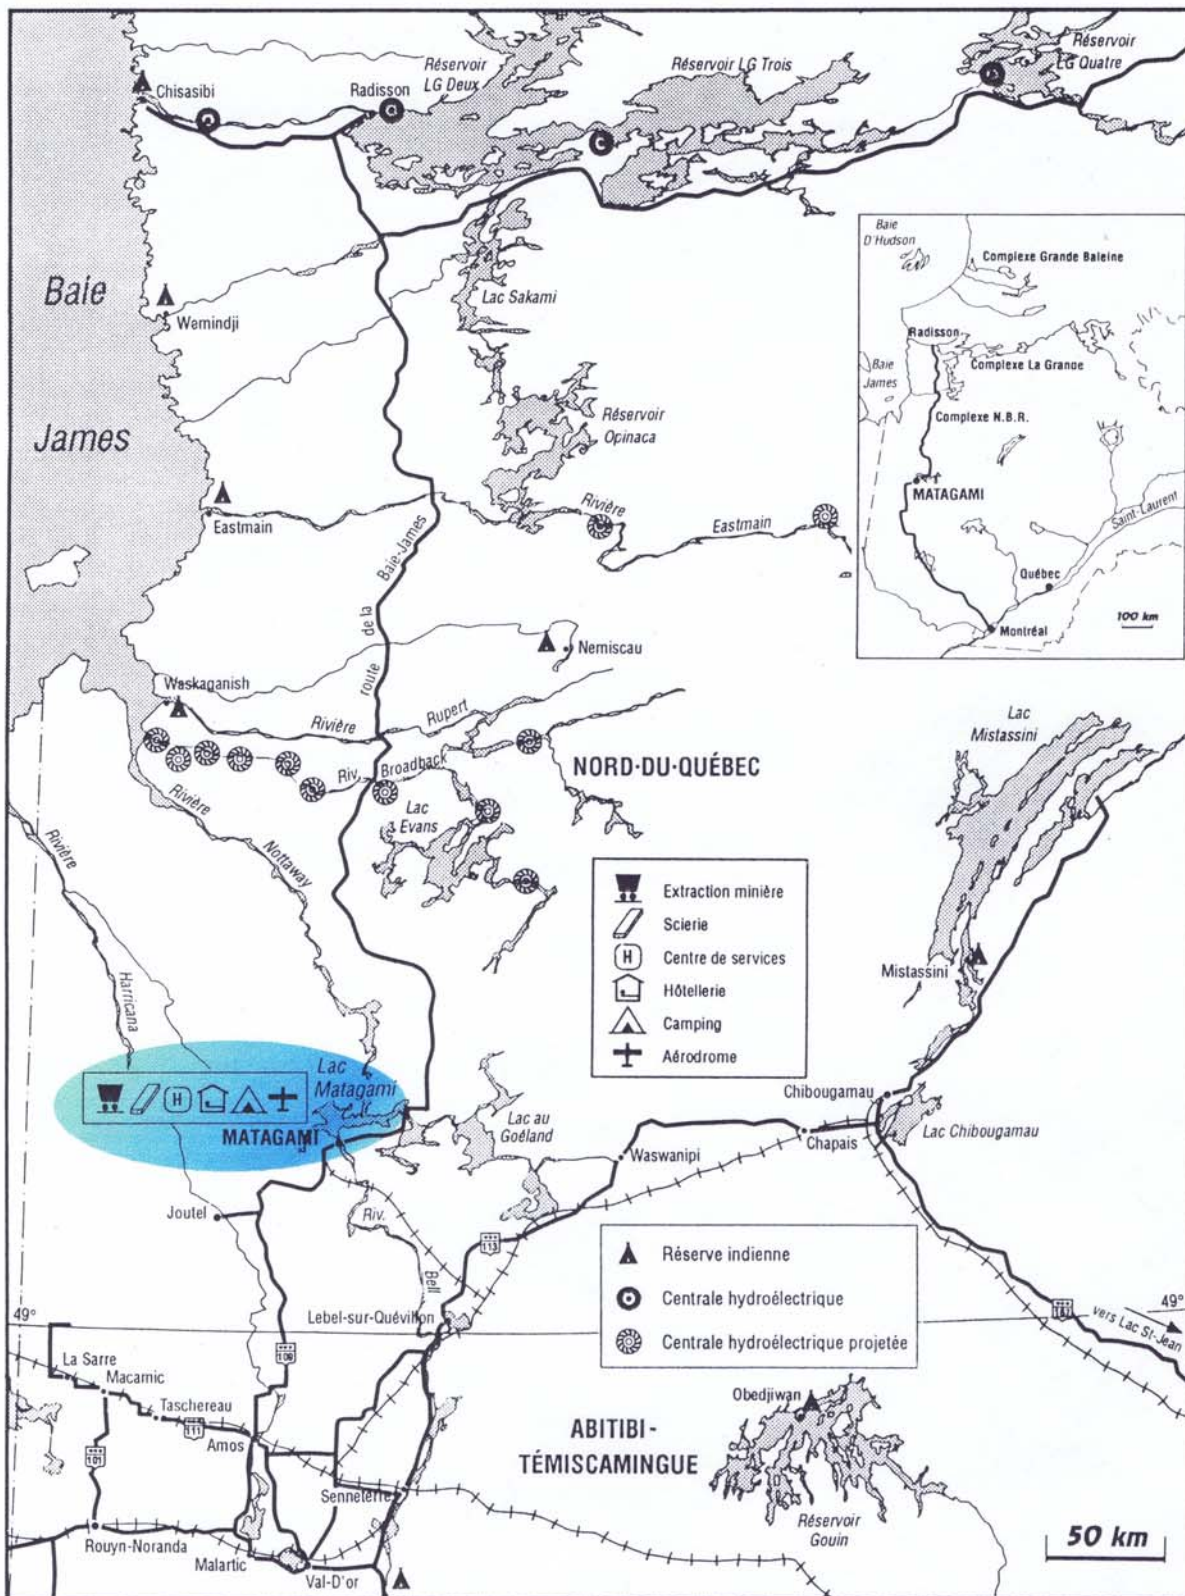 Réservoir
LG Deux
Réservoir LG Trois
Réservoir
LG Quatre
Chisasibi
Radisson
Baie
James
Wemindji
Lac Sakami
Réservoir
Opinaca
Eastmain
Rivière
Eastmain
route de la Baie-James
Nemiscau
Waskaganish
Rivière Rupert
Riv. Broadback
NORD-DU-QUÉBEC
Lac
Evans
Rivière Nottaway
Rivière Harricana
Lac
Mistassini
Mistassini
Baie
D'Hudson
Complexe Grande Baleine
Radisson
Baie
James
Complexe La Grande
Complexe N.B.R.
MATAGAMI
Saint-Laurent
Québec
Montréal
100 km
Extraction minière
Scierie
H Centre de services
Hôtellerie
Camping
Aérodrome
H
Lac
Matagami
MATAGAMI
Lac au
Goéland
Waswanipi
Chibougamau
Chapais
Lac Chibougamau
Joutel
Riv. Bell
113
Réserve indienne
Centrale hydroélectrique
Centrale hydroélectrique projetée
Lebel-sur-Quévillon
49°
49°
167
vers Lac St-Jean
La Sarre
Macamic
Taschereau
109
111
Amos
101
Obedjiwan
ABITIBI-
TÉMISCAMINGUE
Senneterre
Réservoir
Gouin
Rouyn-Noranda
Malartic
Val-D'or
50 km